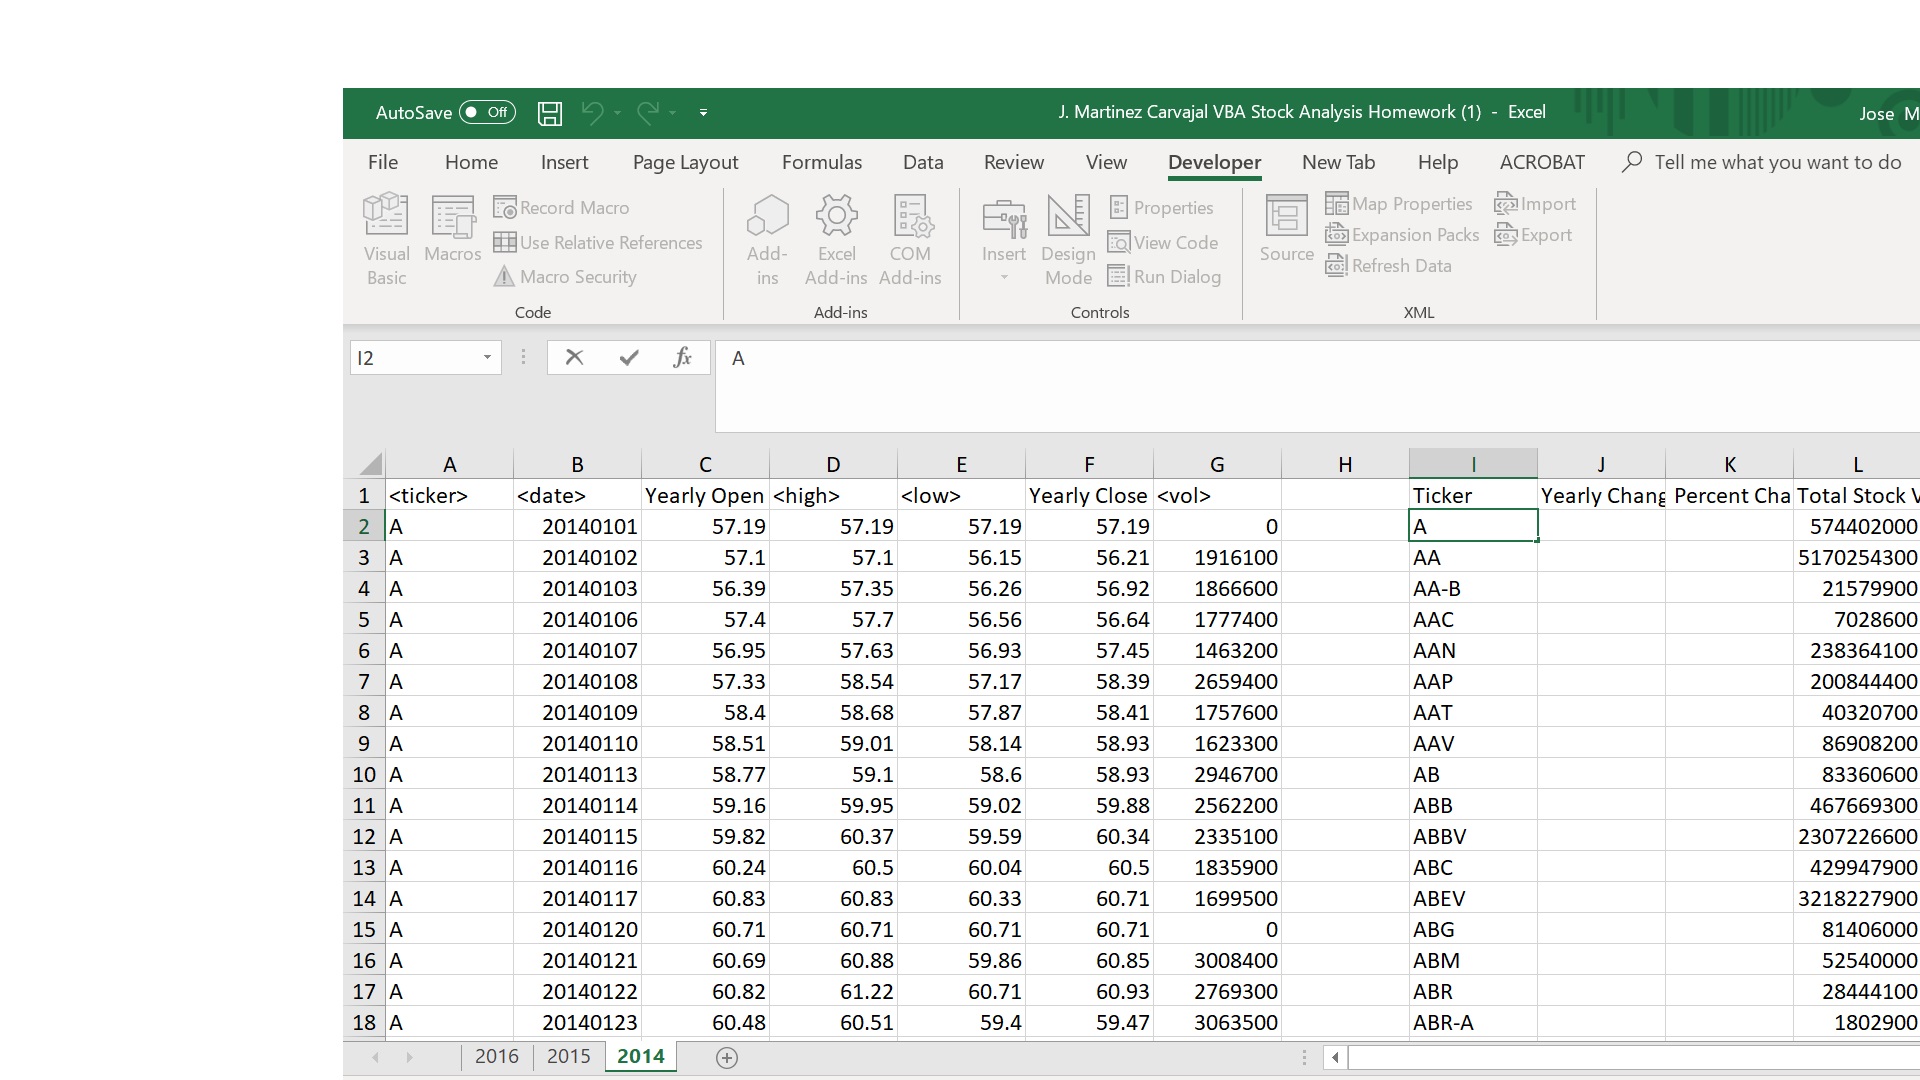 AutoSave Off J. Martinez Carvajal VBA Stock Analysis Homework (1) - Excel Jose M
File Home Insert Page Layout Formulas Data Review View Developer New Tab Help ACROBAT Tell me what you want to do
Visual Basic
Macros
Record Macro
Use Relative References
Macro Security
Code
Add-ins
Excel Add-ins
COM Add-ins
Add-ins
Insert
Design Mode
Properties
View Code
Run Dialog
Controls
Source
Map Properties
Expansion Packs
Refresh Data
Import
Export
XML
I2 fx A
A B C D E F G H I J K L
1 <ticker> <date> Yearly Open <high> <low> Yearly Close <vol> Ticker Yearly Chang Percent Cha Total Stock V
2 A 20140101 57.19 57.19 57.19 57.19 0 A 574402000
3 A 20140102 57.1 57.1 56.15 56.21 1916100 AA 5170254300
4 A 20140103 56.39 57.35 56.26 56.92 1866600 AA-B 21579900
5 A 20140106 57.4 57.7 56.56 56.64 1777400 AAC 7028600
6 A 20140107 56.95 57.63 56.93 57.45 1463200 AAN 238364100
7 A 20140108 57.33 58.54 57.17 58.39 2659400 AAP 200844400
8 A 20140109 58.4 58.68 57.87 58.41 1757600 AAT 40320700
9 A 20140110 58.51 59.01 58.14 58.93 1623300 AAV 86908200
10 A 20140113 58.77 59.1 58.6 58.93 2946700 AB 83360600
11 A 20140114 59.16 59.95 59.02 59.88 2562200 ABB 467669300
12 A 20140115 59.82 60.37 59.59 60.34 2335100 ABBV 2307226600
13 A 20140116 60.24 60.5 60.04 60.5 1835900 ABC 429947900
14 A 20140117 60.83 60.83 60.33 60.71 1699500 ABEV 3218227900
15 A 20140120 60.71 60.71 60.71 60.71 0 ABG 81406000
16 A 20140121 60.69 60.88 59.86 60.85 3008400 ABM 52540000
17 A 20140122 60.82 61.22 60.71 60.93 2769300 ABR 28444100
18 A 20140123 60.48 60.51 59.4 59.47 3063500 ABR-A 1802900
2016 2015 2014